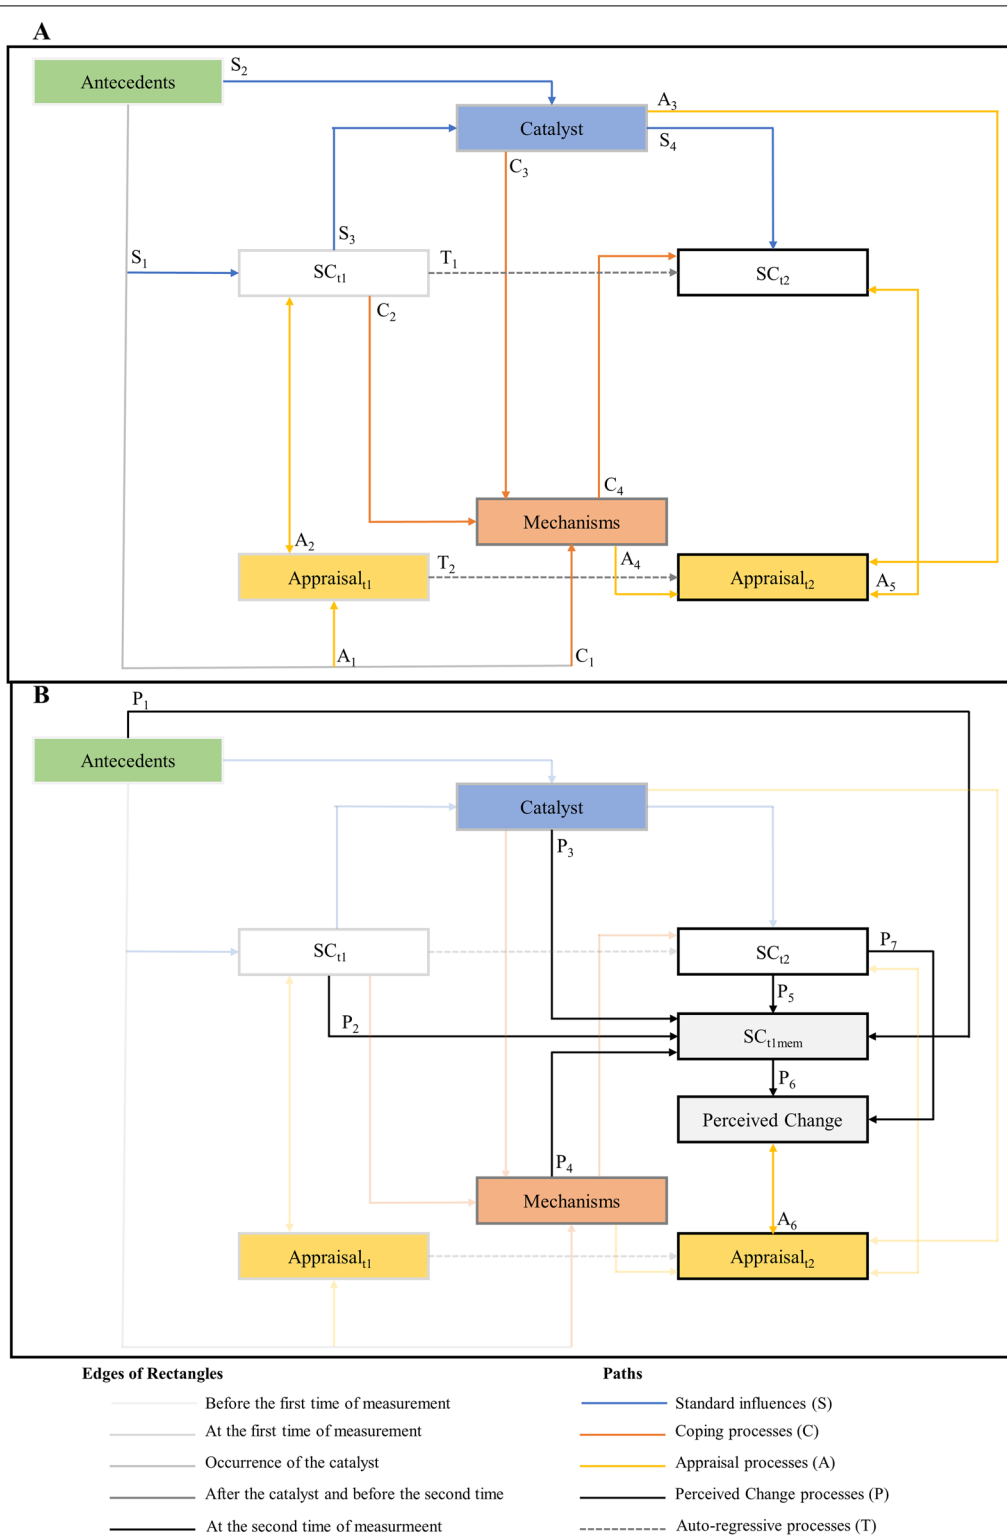 A
Antecedents
S2
Catalyst
A3
S4
C3
S3
S1
SCt1
T1
SCt2
C2
C4
Mechanisms
A2
Appraisalt1
T2
A4
Appraisalt2
A5
A1
C1
B
P1
Antecedents
Catalyst
P3
SCt1
SCt2
P7
P5
P2
SCt1mem
P6
Perceived Change
P4
Mechanisms
A6
Appraisalt1
Appraisalt2
Edges of Rectangles
Before the first time of measurement
At the first time of measurement
Occurrence of the catalyst
After the catalyst and before the second time
At the second time of measurmeent
Paths
Standard influences (S)
Coping processes (C)
Appraisal processes (A)
Perceived Change processes (P)
Auto-regressive processes (T)